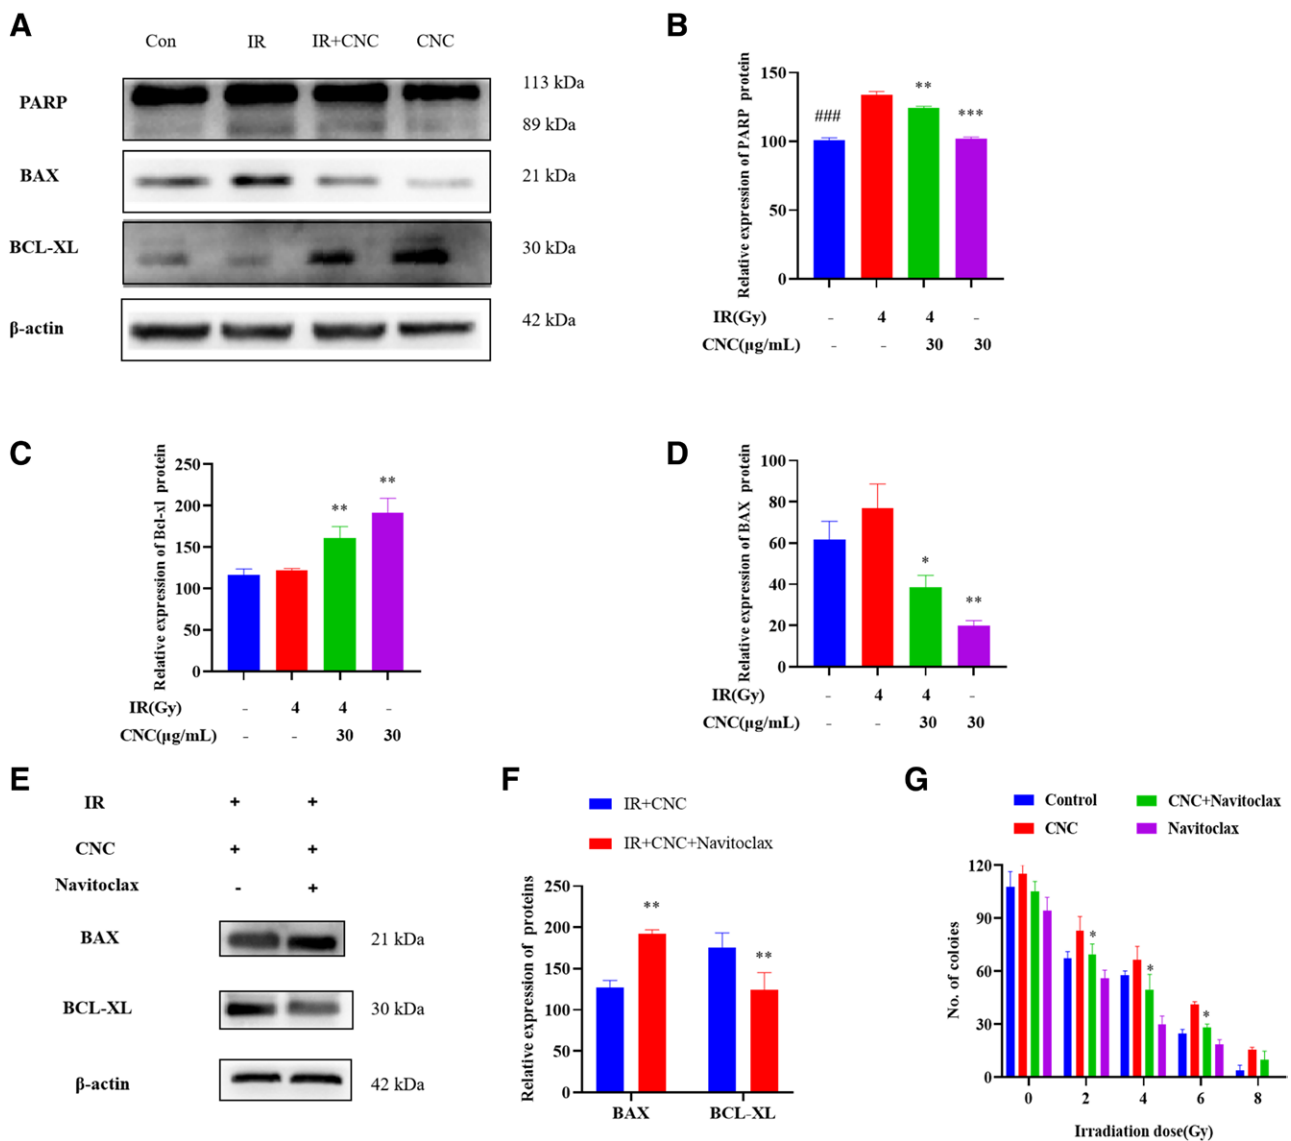 A
Con IR IR+CNC CNC
PARP
113 kDa
89 kDa
BAX
21 kDa
BCL-XL
30 kDa
β-actin
42 kDa
B
Relative expression of PARP protein
150
100
50
0
###
**
***
IR(Gy) - 4 4 -
CNC(μg/mL) - - 30 30
C
Relative expression of Bcl-xl protein
250
200
150
100
50
0
**
**
IR(Gy) - 4 4 -
CNC(μg/mL) - - 30 30
D
Relative expression of BAX protein
100
80
60
40
20
0
*
**
IR(Gy) - 4 4 -
CNC(μg/mL) - - 30 30
E
IR + +
CNC + +
Navitoclax - +
BAX 21 kDa
BCL-XL 30 kDa
β-actin 42 kDa
F
IR+CNC
IR+CNC+Navitoclax
Relative expression of proteins
250
200
150
100
50
0
**
**
BAX BCL-XL
G
Control CNC+Navitoclax
CNC Navitoclax
No. of coloies
120
90
60
30
0
*
*
*
0 2 4 6 8
Irradiation dose(Gy)